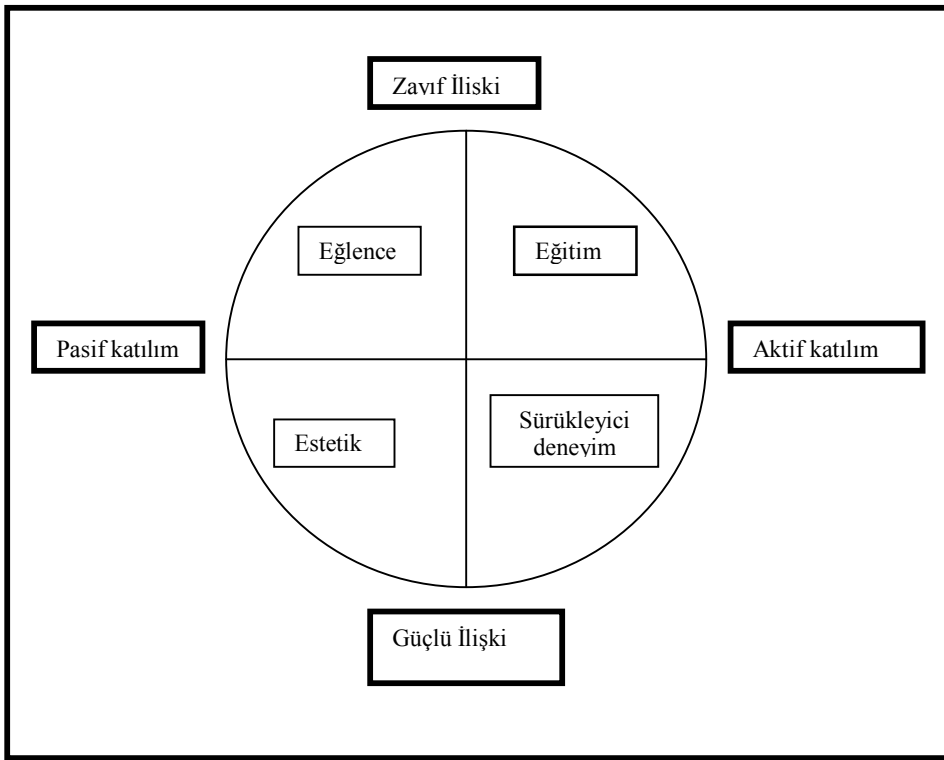 Zayıf İlişki
Eğlence
Eğitim
Pasif katılım
Aktif katılım
Estetik
Sürükleyici
deneyim
Güçlü İlişki